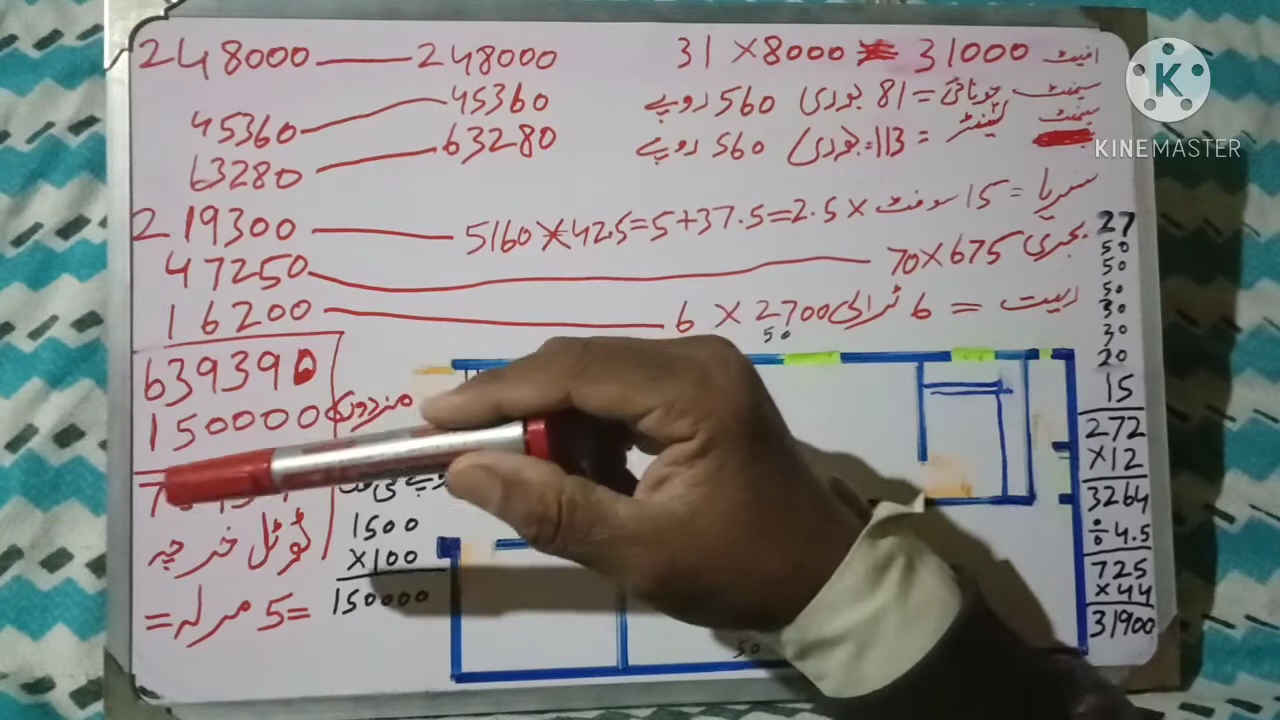 248000 — 248000 31 × 8000 = 31000 اینٹ
45360 — 45360 سیمنٹ چونائی = 81 بوری 560 روپے
63280 — 63280 سیمنٹ لینٹر = 113 بوری 560 روپے
219300 — 5160 × 42.5 = 5 + 37.5 = 2.5 × 15 سو فٹ = سریا
47250 — 70 × 675 بجری
16200 — 6 × 2700 ٹرالی 6 = ریت
639390
150000 مزدوری
1500
×100
150000
ٹوٹل خرچہ
= 5 مرلہ =
50
50
27
50
50
50
30
30
20
15
272
×12
3264
÷4.5
725
×44
31900
KINEMASTER